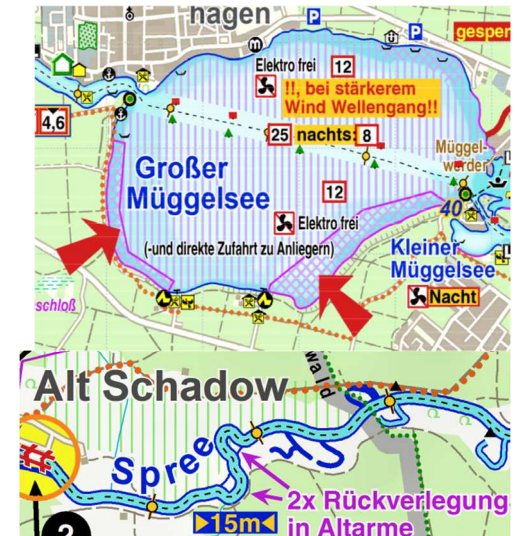 hagen
P
P
gesper
Elektro frei
12
!!, bei stärkerem
Wind Wellengang!!
4,6
25 nachts: 8
Müggel-
werder
Großer
Müggelsee
12
40
Elektro frei
(-und direkte Zufahrt zu Anliegern)
Kleiner
Müggelsee
schloß
Nacht
wald
Alt Schadow
Spree
2x Rückverlegung
15m
in Altarme
2